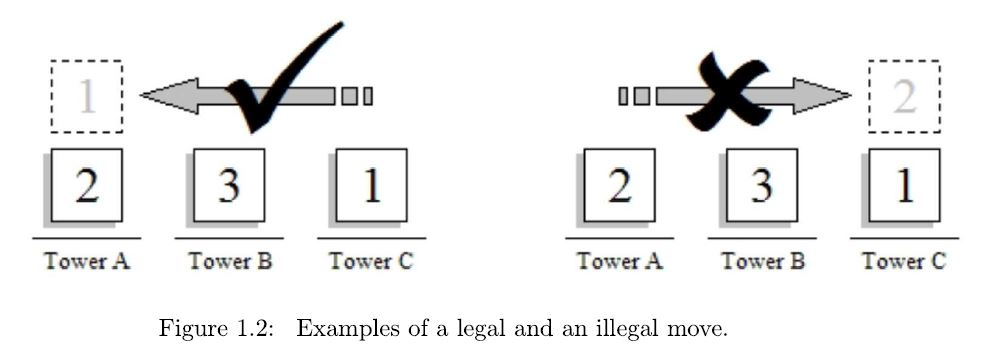 1 2
2 3 1 2 3 1
Tower A Tower B Tower C Tower A Tower B Tower C
Figure 1.2: Examples of a legal and an illegal move.